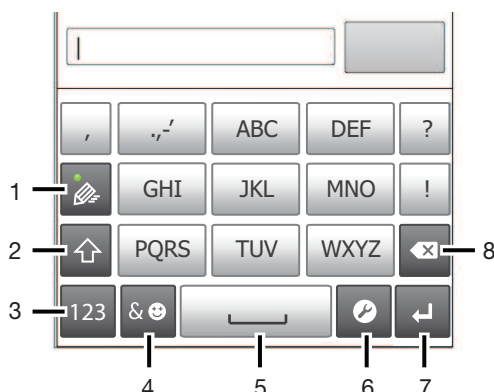 , .,-' ABC DEF ?
1 GHI JKL MNO !
2 PQRS TUV WXYZ 8
3 123 &
4 5 6 7